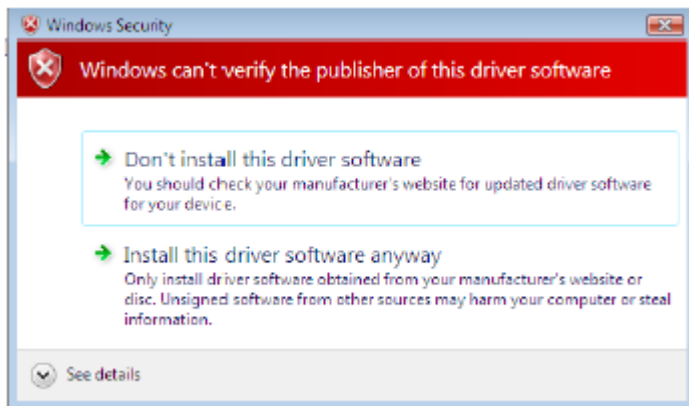 Windows Security
Windows can't verify the publisher of this driver software
Don't install this driver software
You should check your manufacturer's website for updated driver software
for your device.
Install this driver software anyway
Only install driver software obtained from your manufacturer's website or
disc. Unsigned software from other sources may harm your computer or steal
information.
See details